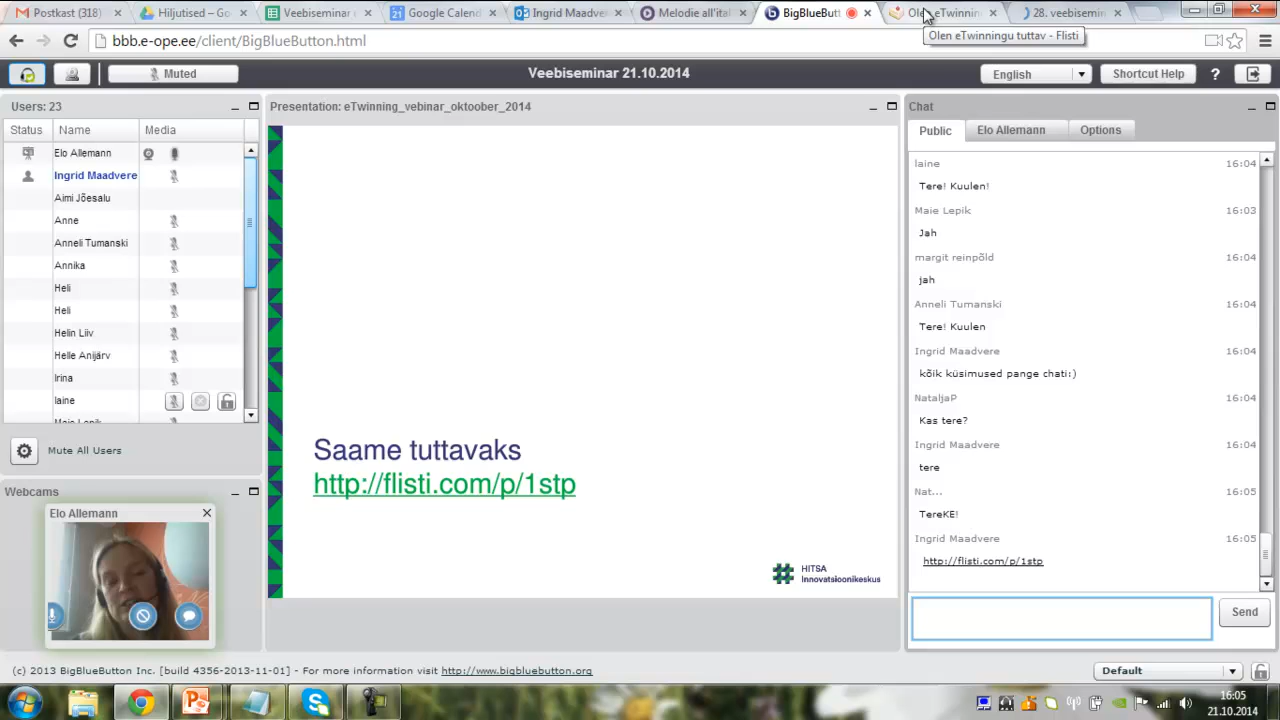 Postkast (318)
Hiljutised – Goo
Veebiseminar
Google Calend
Ingrid Maadve
Melodie all'ital
BigBlueButt
Olen eTwinnin
28. veebisemin
bbb.e-ope.ee/client/BigBlueButton.html
Olen eTwinningu tuttav - Flisti
Muted
Veebiseminar 21.10.2014
English
Shortcut Help
?
Users: 23
Status Name Media
Elo Allemann
Ingrid Maadvere
Aimi Jõesalu
Anne
Anneli Tumanski
Annika
Heli
Heli
Helin Liiv
Helle Anijärv
Irina
laine
Mute All Users
Webcams
Elo Allemann
Presentation: eTwinning_vebinar_oktoober_2014
Saame tuttavaks
http://flisti.com/p/1stp
HITSA
Innovatsioonikeskus
Chat
Public
Elo Allemann
Options
laine 16:04
Tere! Kuulen!
Maie Lepik 16:03
Jah
margit reinpõld 16:04
jah
Anneli Tumanski 16:04
Tere! Kuulen
Ingrid Maadvere 16:04
kõik küsimused pange chati:)
NataljaP 16:04
Kas tere?
Ingrid Maadvere 16:04
tere
Nat... 16:05
TereKE!
Ingrid Maadvere 16:05
http://flisti.com/p/1stp
Send
(c) 2013 BigBlueButton Inc. [build 4356-2013-11-01] - For more information visit http://www.bigbluebutton.org
Default
16:05
21.10.2014